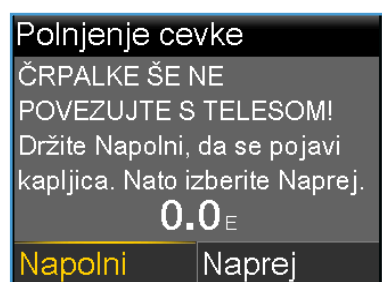 Polnjenje cevke
ČRPALKE ŠE NE
POVEZUJTE S TELESOM!
Držite Napolni, da se pojavi
kapljica. Nato izberite Naprej.
0.0 E
Napolni Naprej